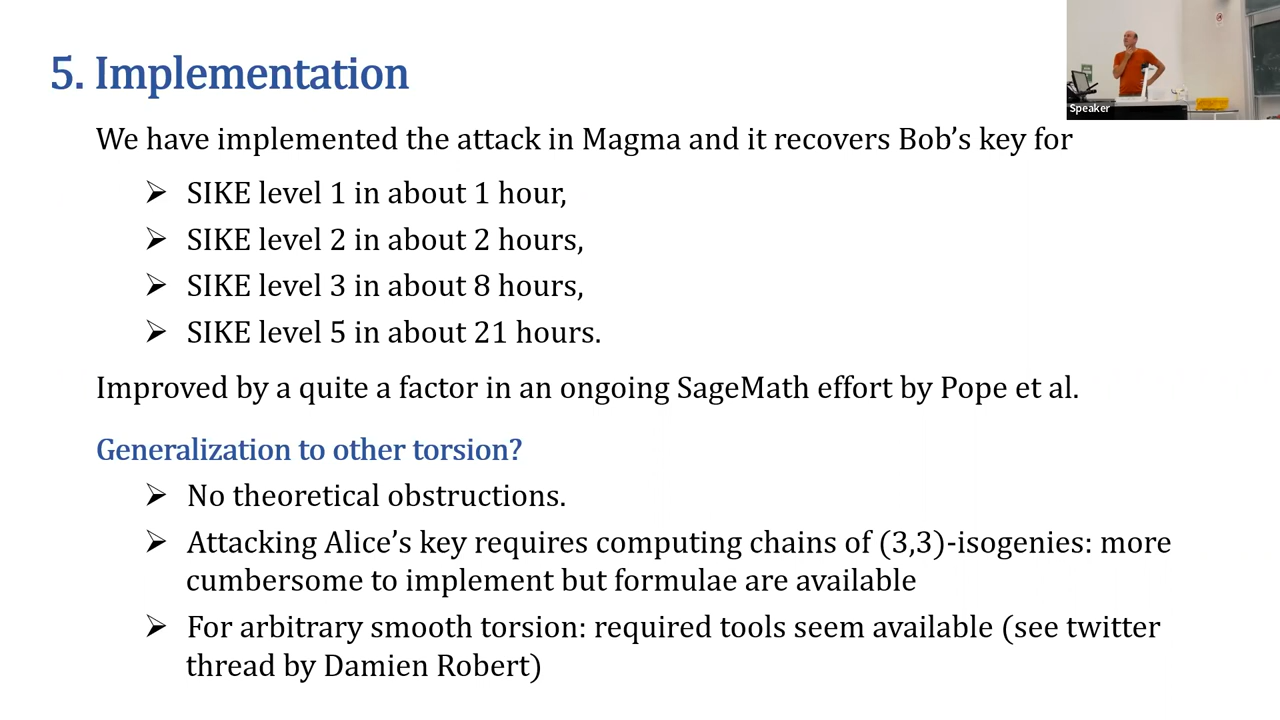 5. Implementation
Speaker
We have implemented the attack in Magma and it recovers Bob's key for
➢ SIKE level 1 in about 1 hour,
➢ SIKE level 2 in about 2 hours,
➢ SIKE level 3 in about 8 hours,
➢ SIKE level 5 in about 21 hours.
Improved by a quite a factor in an ongoing SageMath effort by Pope et al.
Generalization to other torsion?
➢ No theoretical obstructions.
➢ Attacking Alice's key requires computing chains of (3,3)-isogenies: more
cumbersome to implement but formulae are available
➢ For arbitrary smooth torsion: required tools seem available (see twitter
thread by Damien Robert)